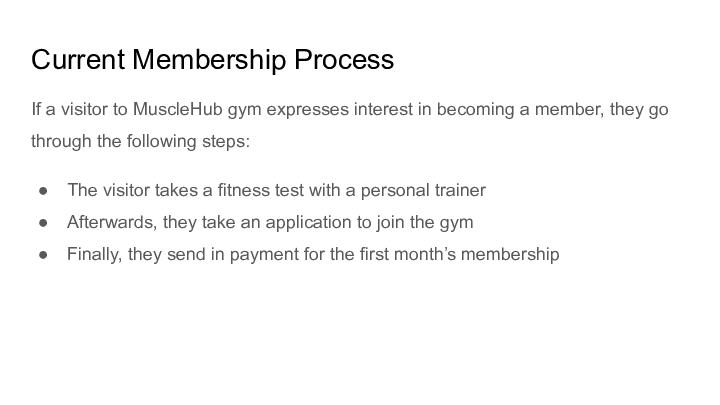 Current Membership Process
If a visitor to MuscleHub gym expresses interest in becoming a member, they go
through the following steps:
● The visitor takes a fitness test with a personal trainer
● Afterwards, they take an application to join the gym
● Finally, they send in payment for the first month’s membership